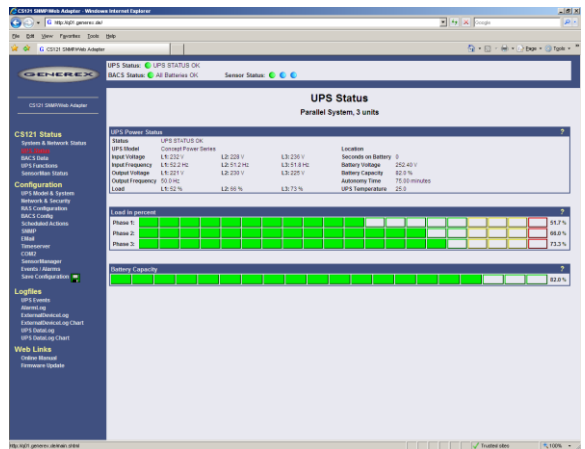 CS121 SNMP/Web Adapter - Windows Internet Explorer
http://q01.generex.de/
Google
File Edit View Favorites Tools Help
CS121 SNMP/Web Adapter
Page Tools
GENEREX
UPS Status: UPS STATUS OK
BACS Status: All Batteries OK Sensor Status:
CS121 SNMP/Web Adapter
UPS Status
Parallel System, 3 units
CS121 Status
System & Network Status
BACS Data
UPS Functions
SensorMan Status
Configuration
UPS Model & System
Network & Security
RAS Configuration
BACS Config
Scheduled Actions
SNMP
EMail
Timeserver
COM2
SensorManager
Events / Alarms
Save Configuration
Logfiles
UPS Events
AlarmLog
ExternalDeviceLog
ExternalDeviceLog Chart
UPS DataLog
UPS DataLog Chart
Web Links
Online Manual
Firmware Update
UPS Power Status ?
Status UPS STATUS OK
UPS Model Concept Power Series Location
Input Voltage L1: 232 V L2: 228 V L3: 236 V Seconds on Battery 0
Input Frequency L1: 52.2 Hz L2: 51.2 Hz L3: 51.8 Hz Battery Voltage 252.40 V
Output Voltage L1: 221 V L2: 230 V L3: 225 V Battery Capacity 82.0 %
Output Frequency 50.0 Hz Autonomy Time 75.00 minutes
Load L1: 52 % L2: 66 % L3: 73 % UPS Temperature 25.0
Load in percent ?
Phase 1: 51.7 %
Phase 2: 66.0 %
Phase 3: 73.3 %
Battery Capacity ?
82.0 %
Trusted sites 100%